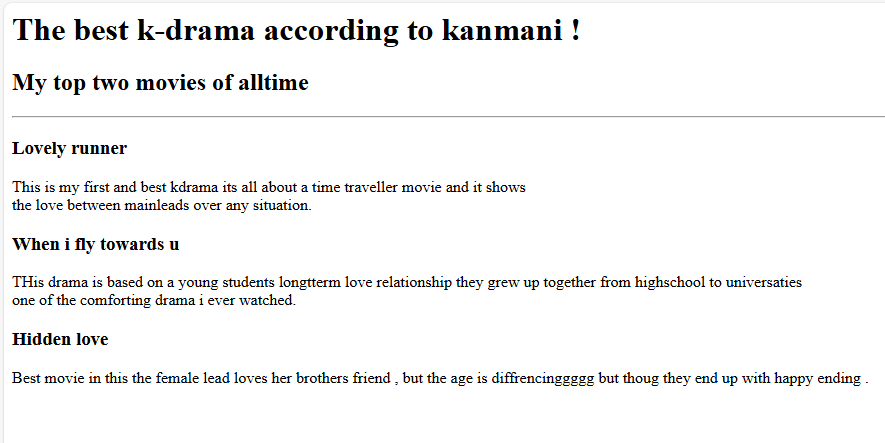 The best k-drama according to kanmani !
My top two movies of alltime
Lovely runner
This is my first and best kdrama its all about a time traveller movie and it shows
the love between mainleads over any situation.
When i fly towards u
THis drama is based on a young students longtterm love relationship they grew up together from highschool to universaties
one of the comforting drama i ever watched.
Hidden love
Best movie in this the female lead loves her brothers friend , but the age is diffrencinggggg but thoug they end up with happy ending .